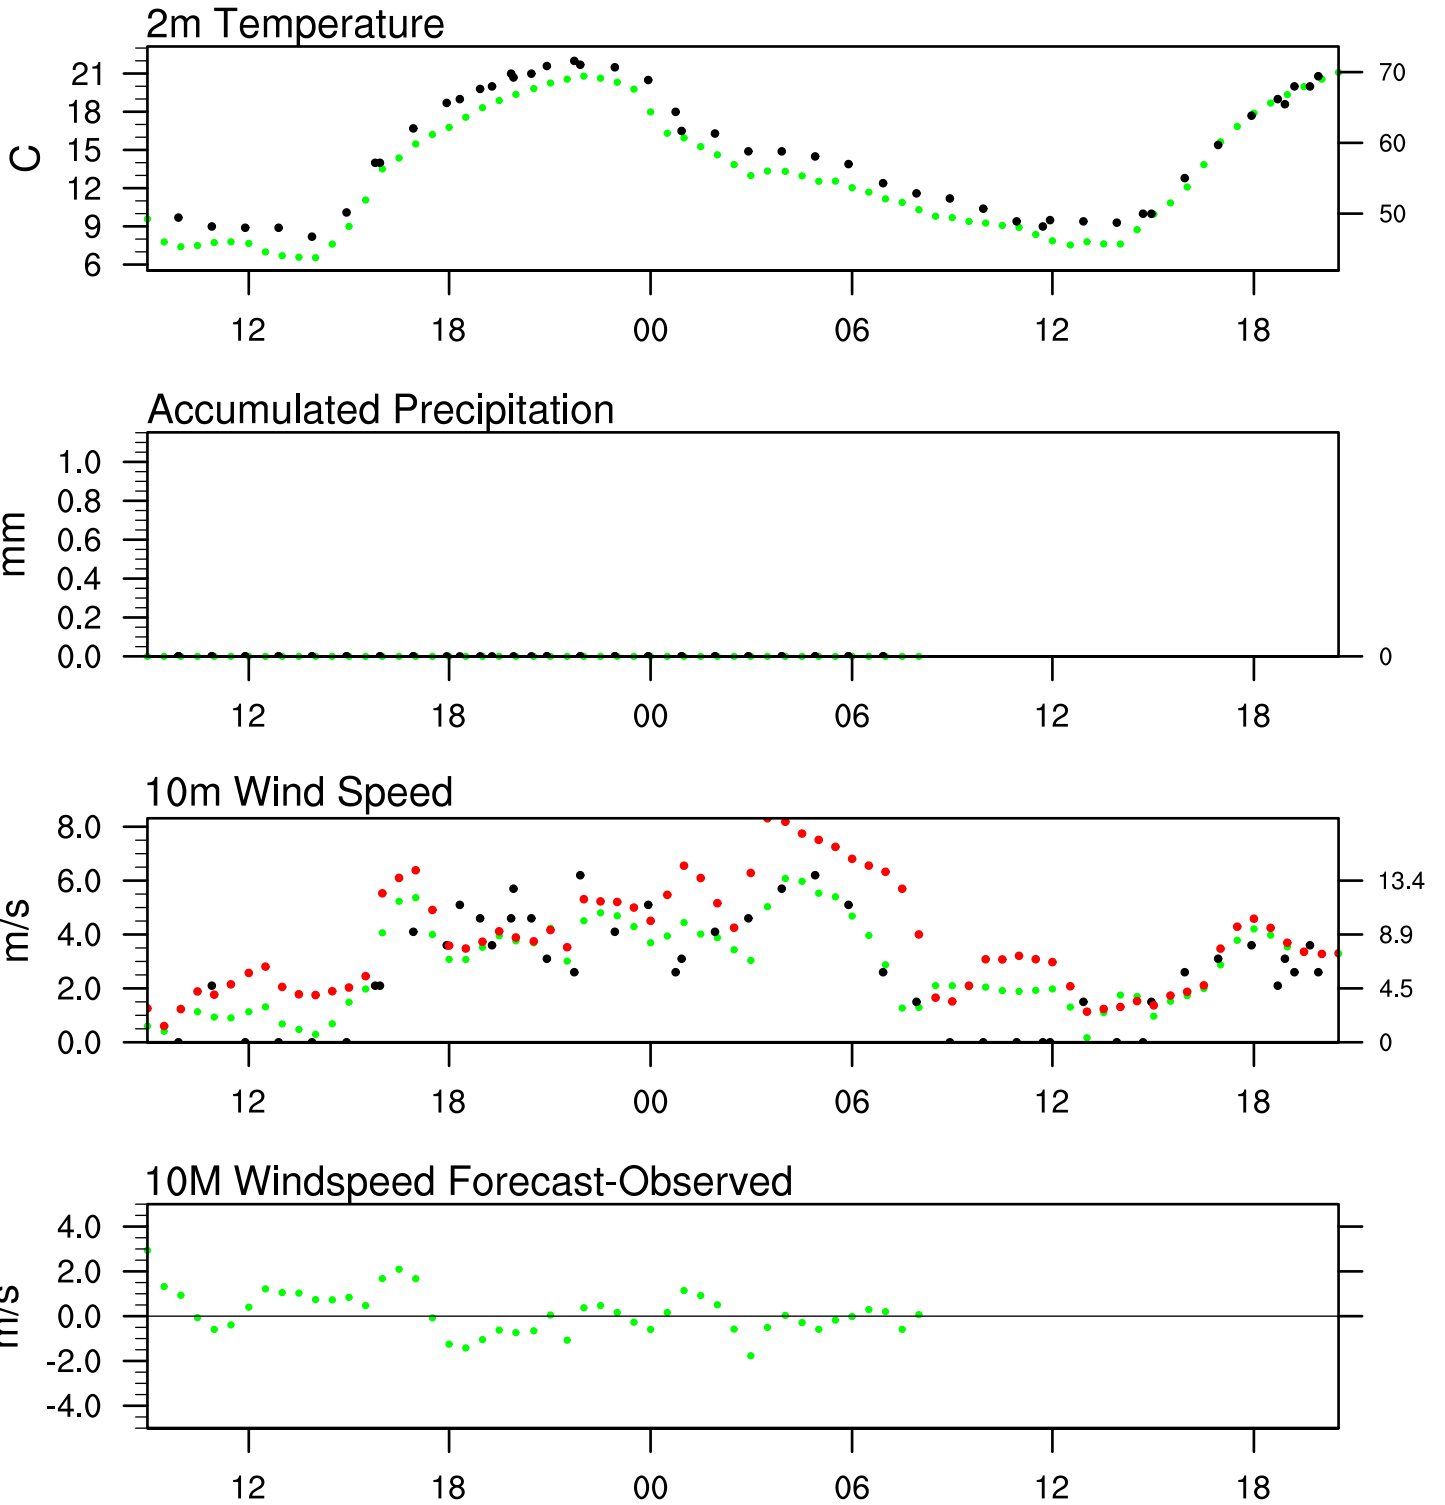 2m Temperature
21 70
18
15 60
C
12
9 50
6
12 18 00 06 12 18
Accumulated Precipitation
1.0
0.8
0.6
mm
0.4
0.2
0.0 0
12 18 00 06 12 18
10m Wind Speed
8.0
6.0 13.4
m/s
4.0 8.9
2.0 4.5
0.0 0
12 18 00 06 12 18
10M Windspeed Forecast-Observed
4.0
2.0
0.0
m/s
-2.0
-4.0
12 18 00 06 12 18